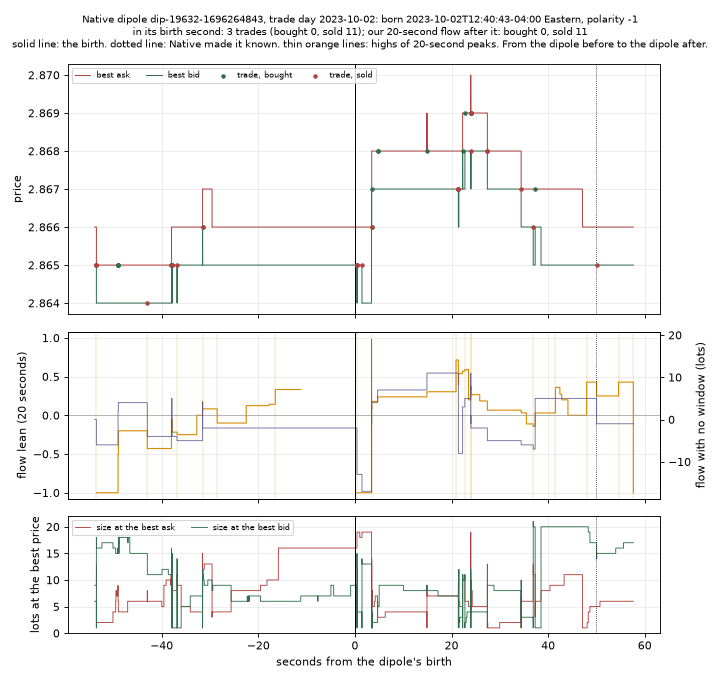 Native dipole dip-19632-1696264843, trade day 2023-10-02: born 2023-10-02T12:40:43-04:00 Eastern, polarity -1
in its birth second: 3 trades (bought 0, sold 11); our 20-second flow after it: bought 0, sold 11
solid line: the birth. dotted line: Native made it known. thin orange lines: highs of 20-second peaks. From the dipole before to the dipole after.
best ask
best bid
trade, bought
trade, sold
2.870
2.869
2.868
2.867
2.866
2.865
2.864
price
1.0
0.5
0.0
−0.5
−1.0
flow lean (20 seconds)
20
10
0
−10
flow with no window (lots)
size at the best ask
size at the best bid
20
15
10
5
0
lots at the best price
−40
−20
0
20
40
60
seconds from the dipole's birth